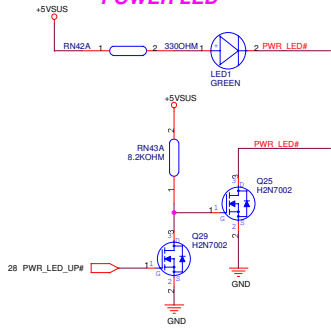 POWER LED
+5VSUS
RN42A 1 2 330OHM 1 + 2 PWR_LED#
LED1
GREEN
+5VSUS
2
RN43A
8.2KOHM
1
PWR_LED#
3
D
Q25
H2N7002
1
G
S
2
GND
3
D
Q29
H2N7002
28 PWR_LED_UP# 1
G
S
2
GND